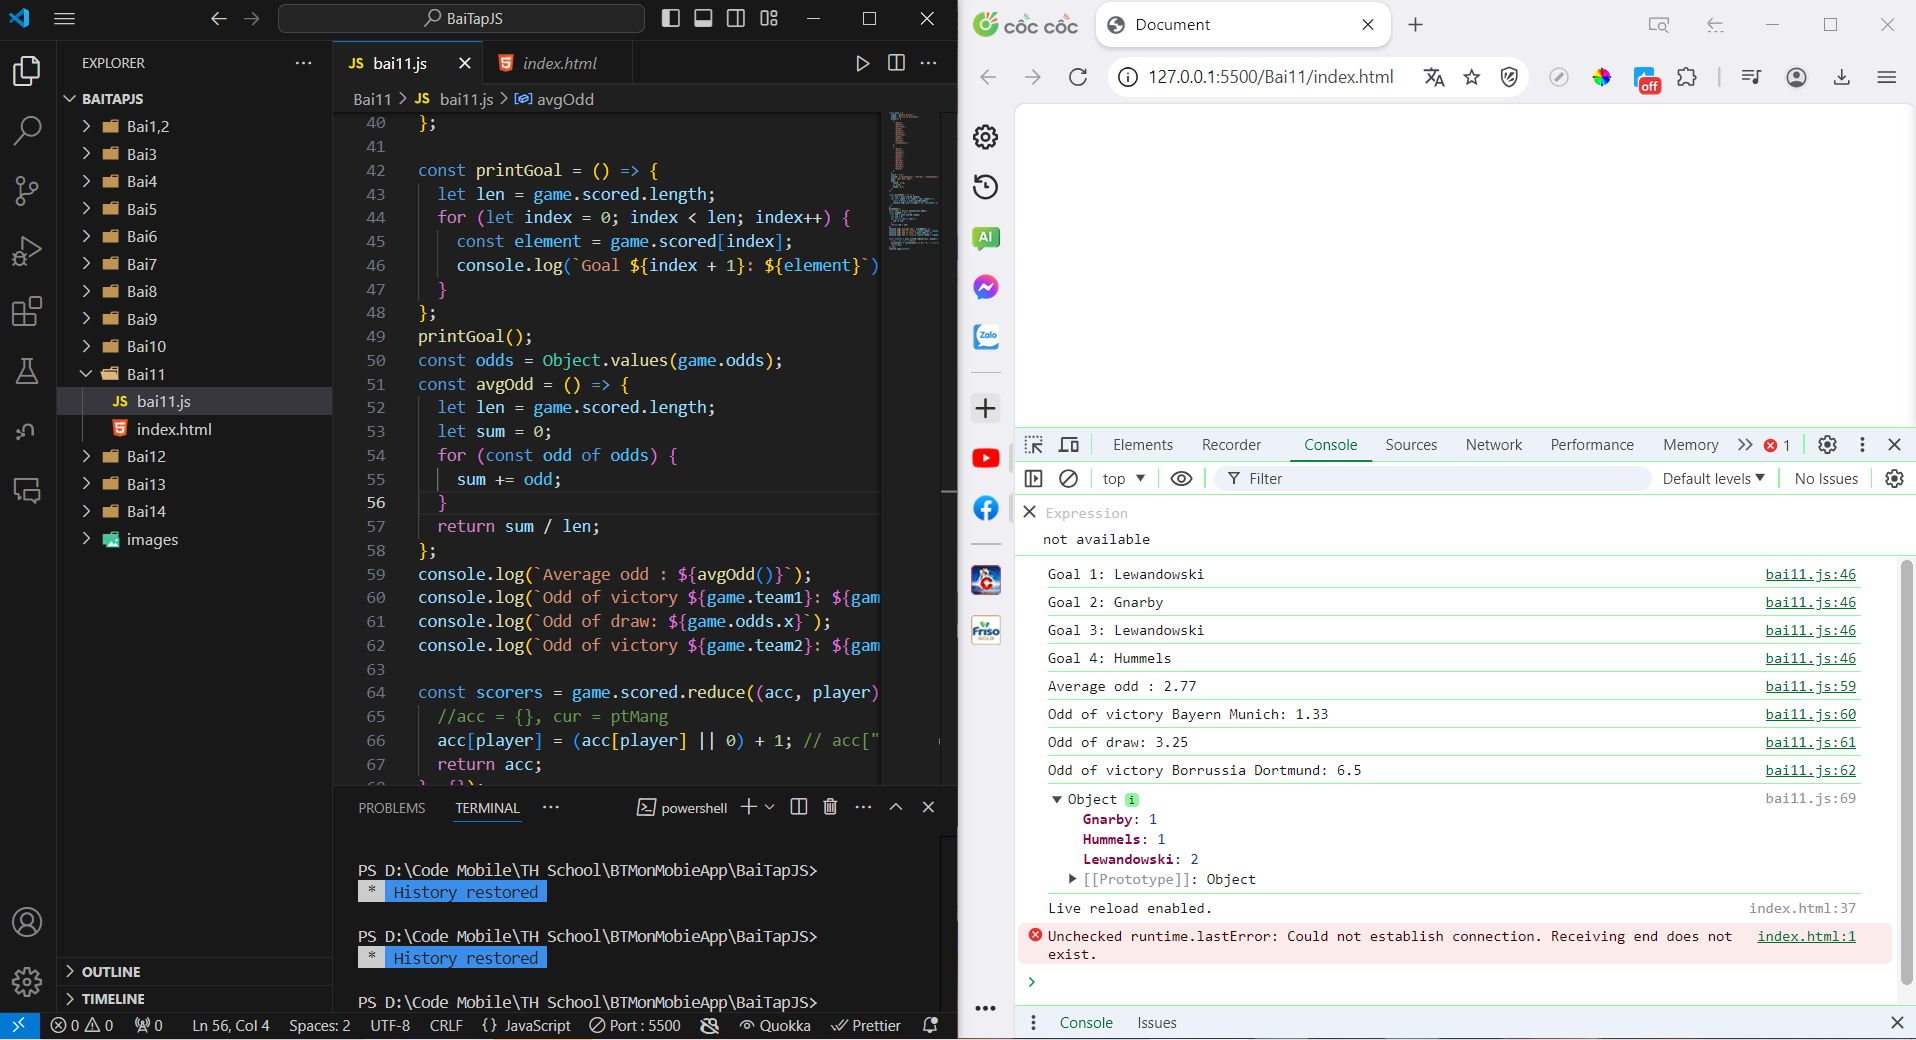 BaiTapJS
EXPLORER
BAITAPJS
Bai1,2
Bai3
Bai4
Bai5
Bai6
Bai7
Bai8
Bai9
Bai10
Bai11
JS bai11.js
index.html
Bai12
Bai13
Bai14
images
OUTLINE
TIMELINE
JS bai11.js
index.html
Bai11 > JS bai11.js > avgOdd
40 };
41
42 const printGoal = () => {
43 let len = game.scored.length;
44 for (let index = 0; index < len; index++) {
45 const element = game.scored[index];
46 console.log(`Goal ${index + 1}: ${element}`)
47 }
48 };
49 printGoal();
50 const odds = Object.values(game.odds);
51 const avgOdd = () => {
52 let len = game.scored.length;
53 let sum = 0;
54 for (const odd of odds) {
55 sum += odd;
56 }
57 return sum / len;
58 };
59 console.log(`Average odd : ${avgOdd()}`);
60 console.log(`Odd of victory ${game.team1}: ${gam
61 console.log(`Odd of draw: ${game.odds.x}`);
62 console.log(`Odd of victory ${game.team2}: ${gam
63
64 const scorers = game.scored.reduce((acc, player)
65 //acc = {}, cur = ptMang
66 acc[player] = (acc[player] || 0) + 1; // acc["
67 return acc;
PROBLEMS
TERMINAL
powershell
PS D:\Code Mobile\TH School\BTMonMobieApp\BaiTapJS>
* History restored
PS D:\Code Mobile\TH School\BTMonMobieApp\BaiTapJS>
* History restored
PS D:\Code Mobile\TH School\BTMonMobieApp\BaiTapJS>
0 0 0 Ln 56, Col 4 Spaces: 2 UTF-8 CRLF {} JavaScript Port : 5500 Quokka Prettier
cốc cốc
Document
127.0.0.1:5500/Bai11/index.html
off
AI
Zalo
Friso
Elements Recorder Console Sources Network Performance Memory 1
top Filter Default levels No Issues
Expression
not available
Goal 1: Lewandowski bai11.js:46
Goal 2: Gnarby bai11.js:46
Goal 3: Lewandowski bai11.js:46
Goal 4: Hummels bai11.js:46
Average odd : 2.77 bai11.js:59
Odd of victory Bayern Munich: 1.33 bai11.js:60
Odd of draw: 3.25 bai11.js:61
Odd of victory Borrussia Dortmund: 6.5 bai11.js:62
Object i bai11.js:69
Gnarby: 1
Hummels: 1
Lewandowski: 2
[[Prototype]]: Object
Live reload enabled. index.html:37
Unchecked runtime.lastError: Could not establish connection. Receiving end does not index.html:1
exist.
Console
Issues